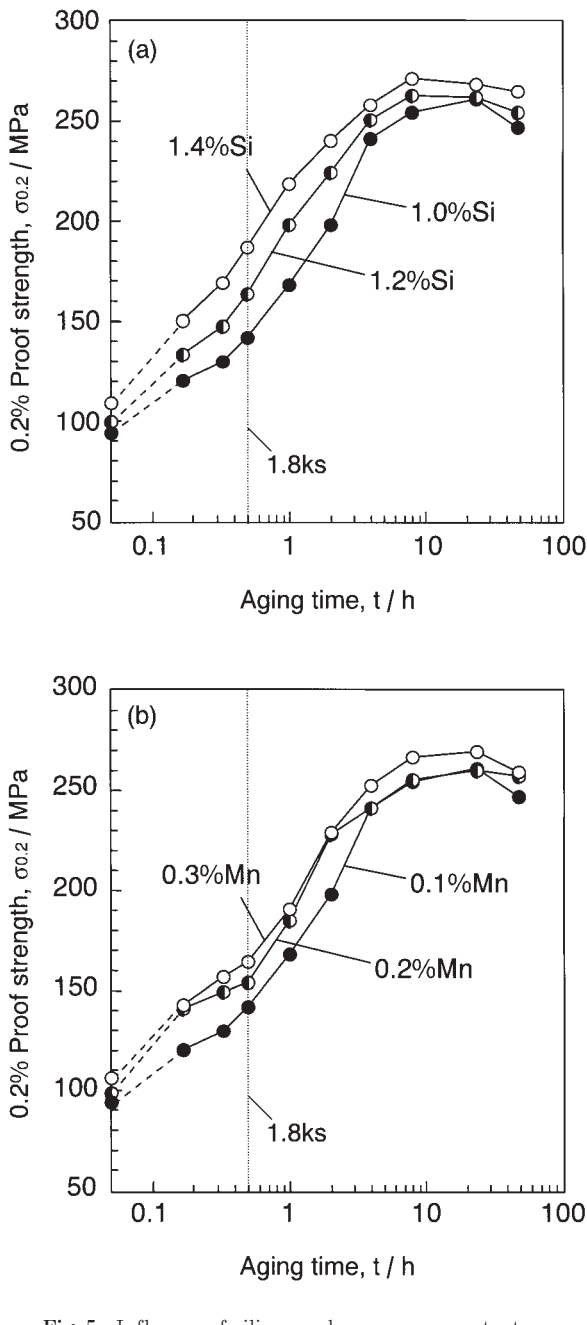 (a)
300
250
200
150
100
50
0.2% Proof strength, σ0.2 / MPa
1.4%Si
1.0%Si
1.2%Si
1.8ks
0.1
1
10
100
Aging time, t / h
(b)
300
250
200
150
100
50
0.2% Proof strength, σ0.2 / MPa
0.3%Mn
0.1%Mn
0.2%Mn
1.8ks
0.1
1
10
100
Aging time, t / h